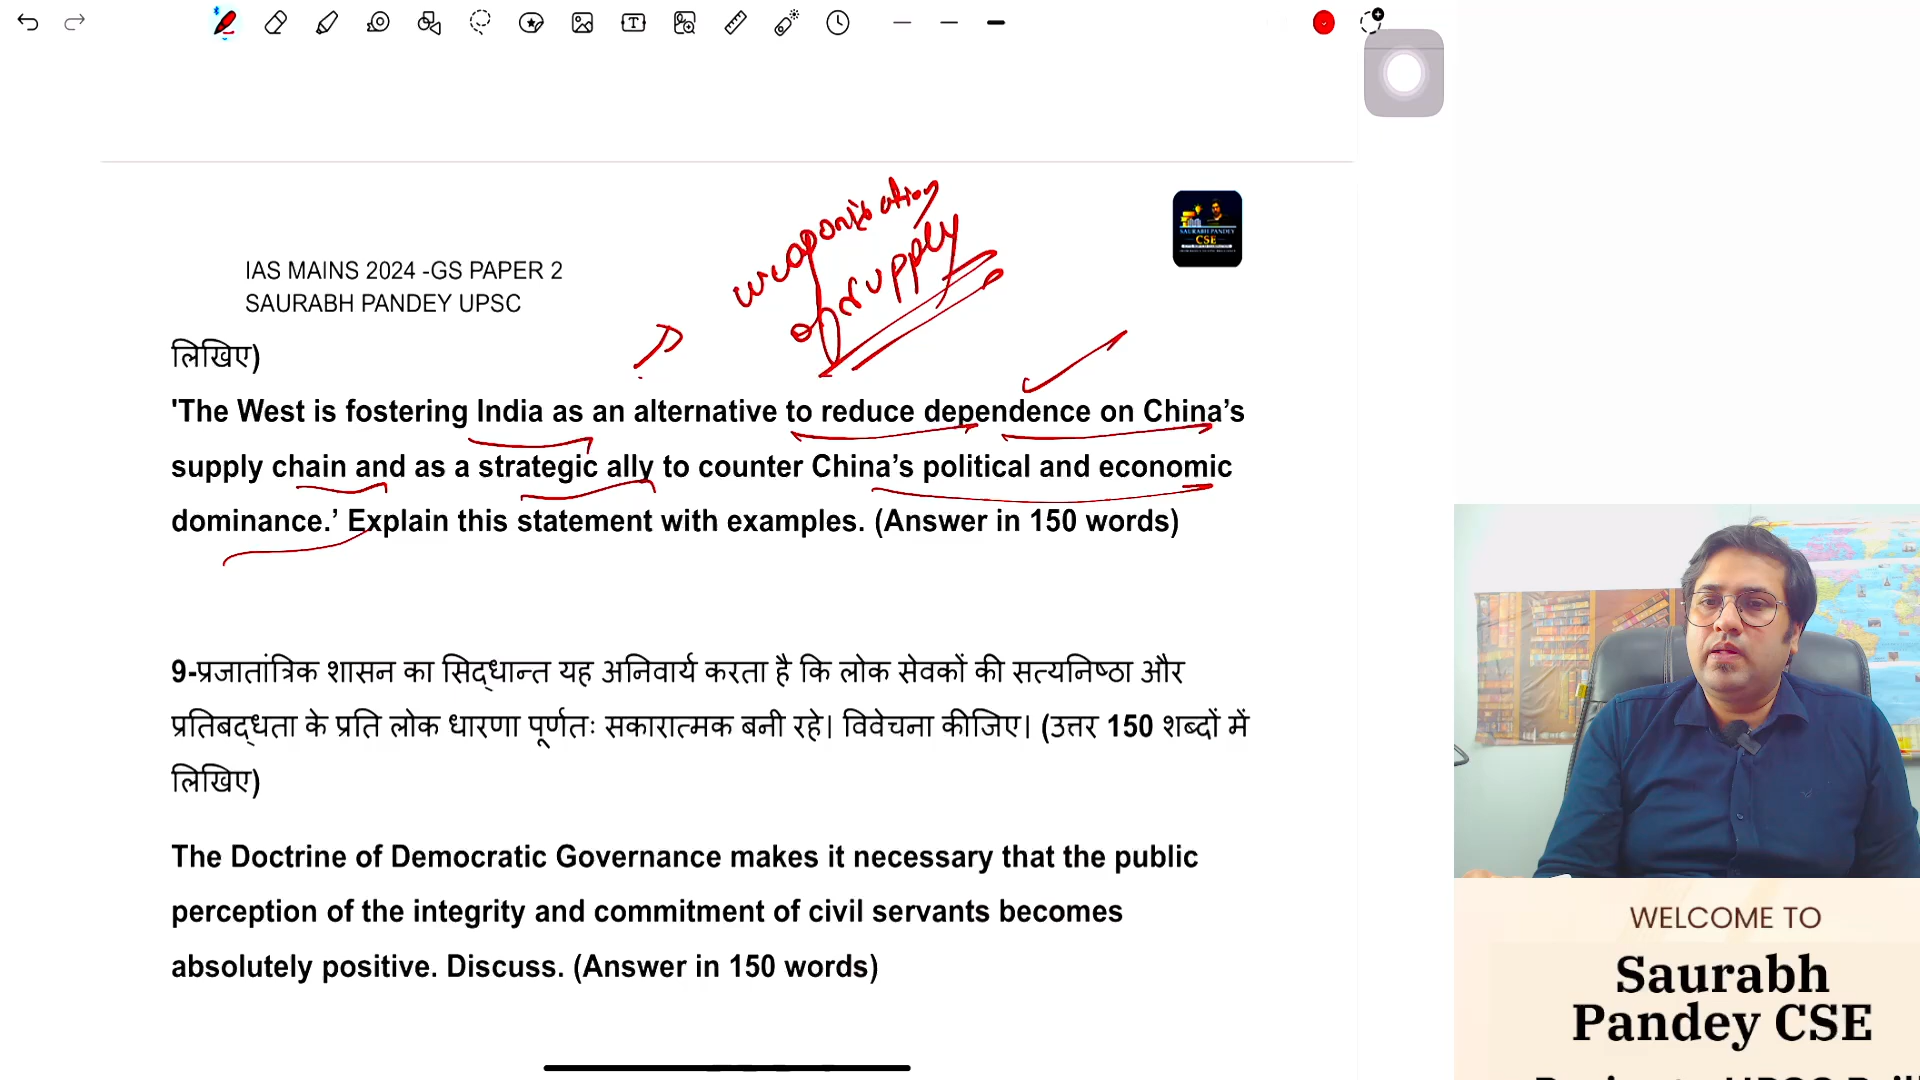 weaponisation
of supply
SAURABH PANDEY
CSE
IAS MAINS 2024 -GS PAPER 2
SAURABH PANDEY UPSC
लिखिए)
'The West is fostering India as an alternative to reduce dependence on China’s
supply chain and as a strategic ally to counter China’s political and economic
dominance.’ Explain this statement with examples. (Answer in 150 words)
9-प्रजातांत्रिक शासन का सिद्धान्त यह अनिवार्य करता है कि लोक सेवकों की सत्यनिष्ठा और
प्रतिबद्धता के प्रति लोक धारणा पूर्णतः सकारात्मक बनी रहे। विवेचना कीजिए। (उत्तर 150 शब्दों में
लिखिए)
The Doctrine of Democratic Governance makes it necessary that the public
perception of the integrity and commitment of civil servants becomes
absolutely positive. Discuss. (Answer in 150 words)
WELCOME TO
Saurabh
Pandey CSE